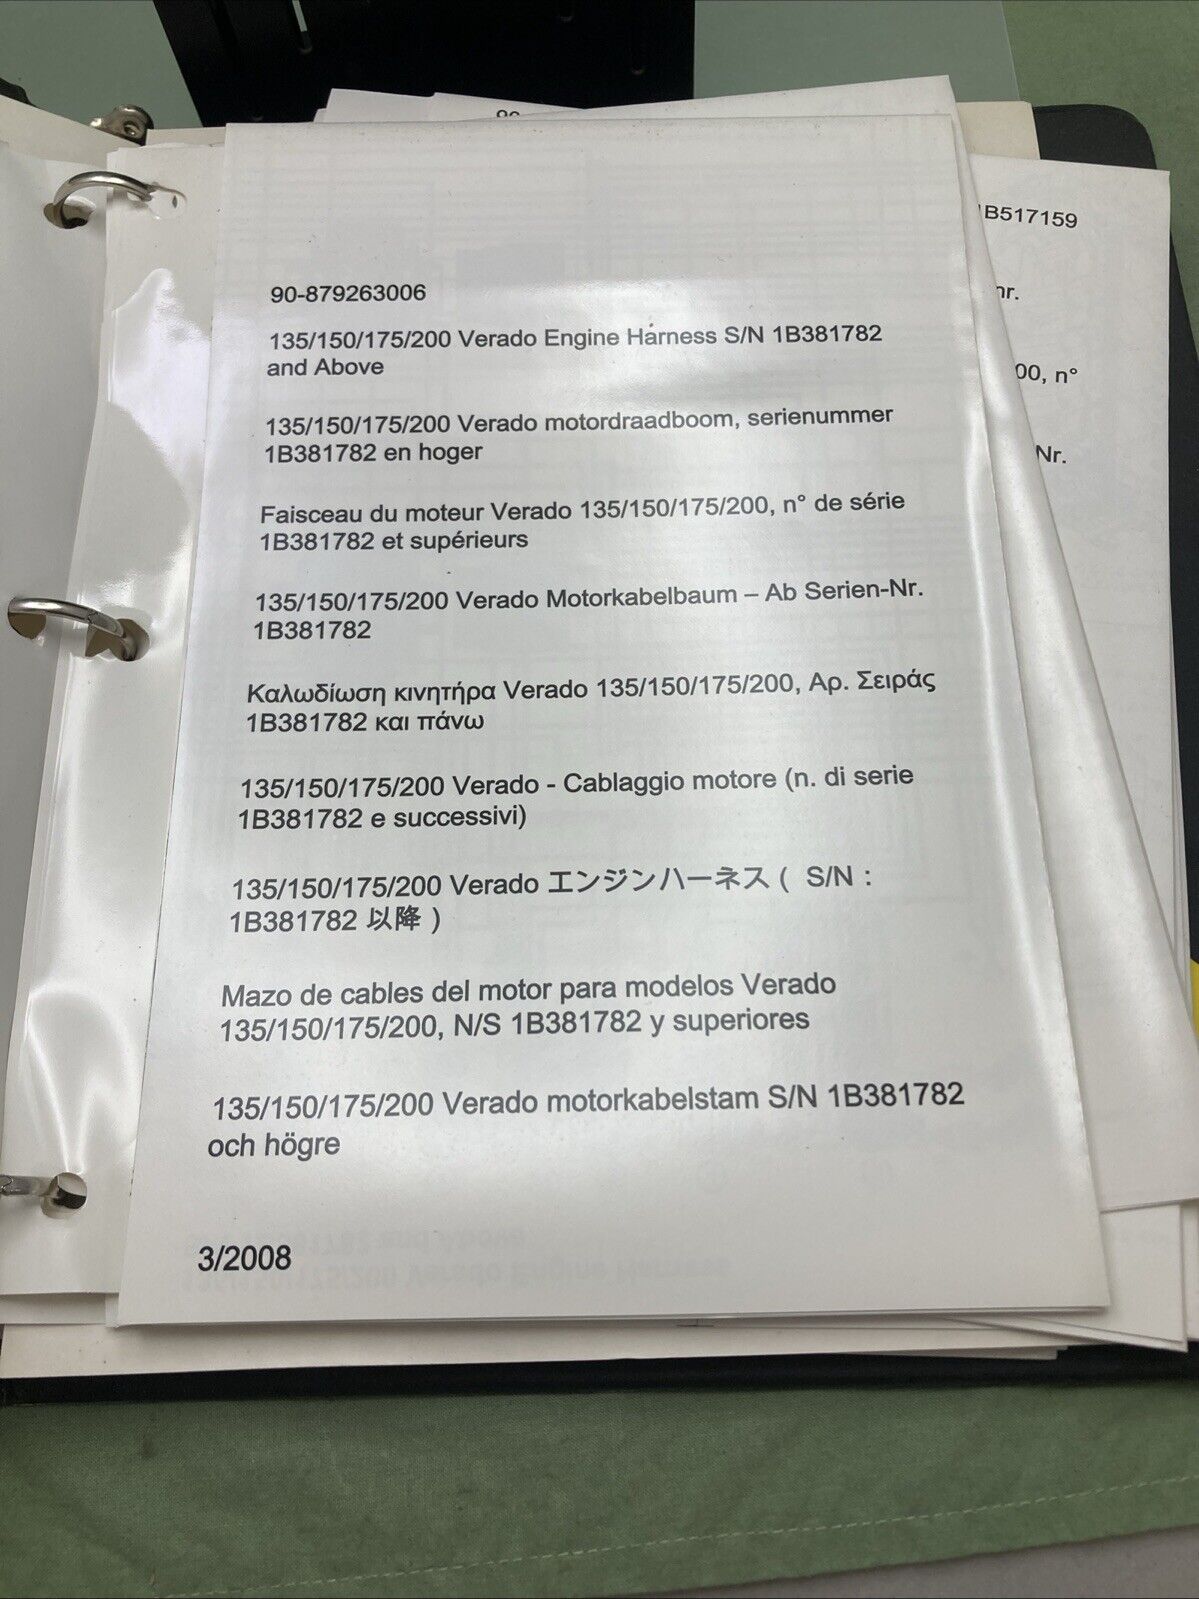 90-879263006
135/150/175/200 Verado Engine Harness S/N 1B381782
and Above
135/150/175/200 Verado motordraadboom, serienummer
1B381782 en hoger
Faisceau du moteur Verado 135/150/175/200, n° de série
1B381782 et supérieurs
135/150/175/200 Verado Motorkabelbaum – Ab Serien-Nr.
1B381782
Καλωδίωση κινητήρα Verado 135/150/175/200, Αρ. Σειράς
1B381782 και πάνω
135/150/175/200 Verado - Cablaggio motore (n. di serie
1B381782 e successivi)
135/150/175/200 Verado エンジンハーネス ( S/N :
1B381782 以降 )
Mazo de cables del motor para modelos Verado
135/150/175/200, N/S 1B381782 y superiores
135/150/175/200 Verado motorkabelstam S/N 1B381782
och högre
3/2008
1B517159
nr.
00, n°
Nr.